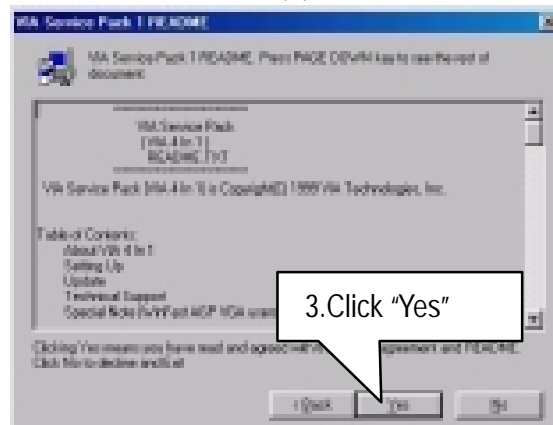 VIA Service Pack 1 README
VIA Service Pack 1 README. Press PAGE DOWN key to see the rest of
document.
====================
VIA Service Pack
[VIA 4 In 1]
README.TXT
====================
VIA Service Pack [VIA 4 In 1] is Copyright(C) 1999 VIA Technologies, Inc.
Table of Contents:
About VIA 4 In 1
Setting Up
Update
Technical Support
Special Note (WinFast AGP VGA
3.Click “Yes”
Clicking Yes means you have read and agreed agreement and README.
Click No to decline and Exit
< Back
Yes
No